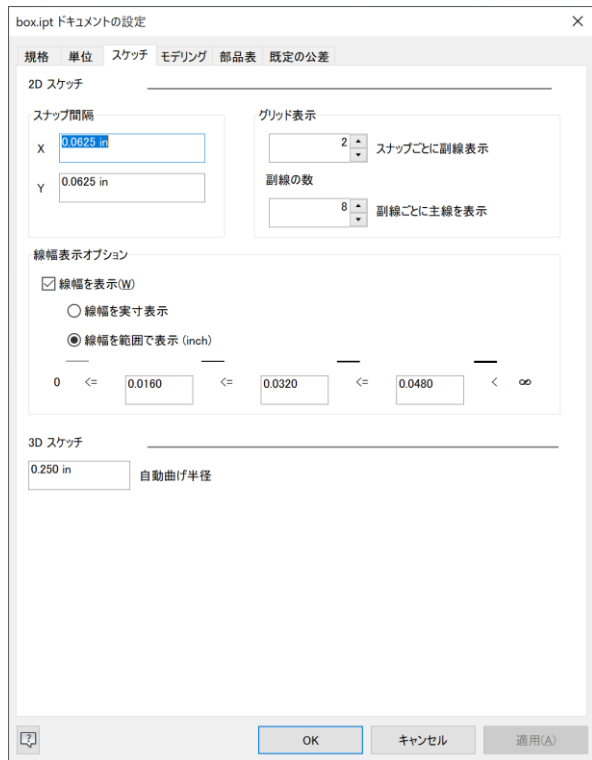 box.ipt ドキュメントの設定
規格 単位 スケッチ モデリング 部品表 既定の公差
2D スケッチ
スナップ間隔
X 0.0625 in
Y 0.0625 in
グリッド表示
2 スナップごとに副線表示
副線の数
8 副線ごとに主線を表示
線幅表示オプション
線幅を表示(W)
線幅を実寸表示
線幅を範囲で表示 (inch)
0 <= 0.0160 <= 0.0320 <= 0.0480 < ∞
3D スケッチ
0.250 in 自動曲げ半径
OK キャンセル 適用(A)